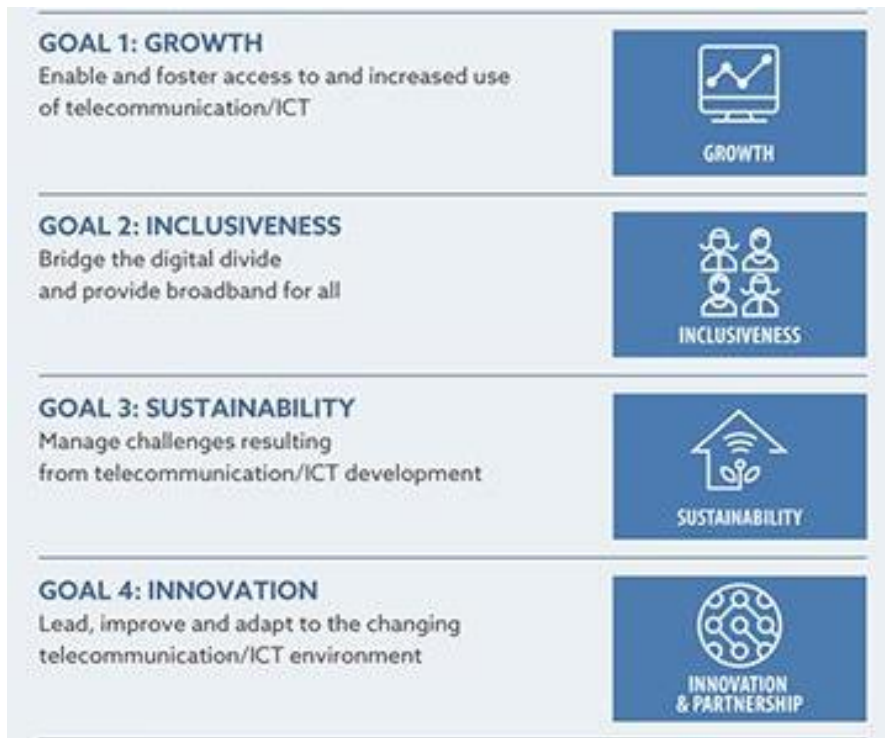 GOAL 1: GROWTH
Enable and foster access to and increased use
of telecommunication/ICT
GROWTH
GOAL 2: INCLUSIVENESS
Bridge the digital divide
and provide broadband for all
INCLUSIVENESS
GOAL 3: SUSTAINABILITY
Manage challenges resulting
from telecommunication/ICT development
SUSTAINABILITY
GOAL 4: INNOVATION
Lead, improve and adapt to the changing
telecommunication/ICT environment
INNOVATION
& PARTNERSHIP